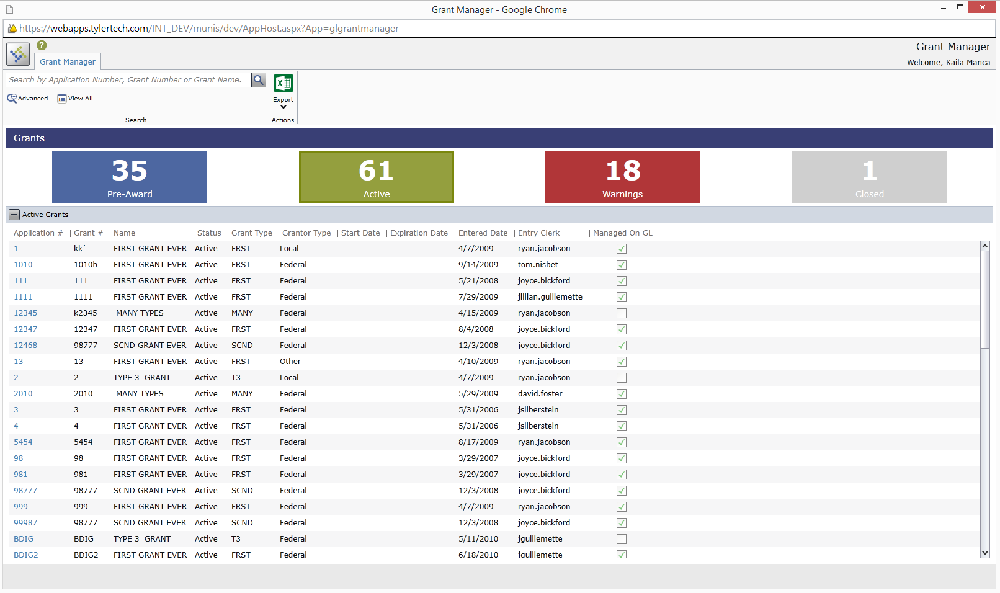 Grant Manager - Google Chrome
https://webapps.tylertech.com/INT_DEV/munis/dev/AppHost.aspx?App=glgrantmanager
?
Grant Manager
Grant Manager
Welcome, Kaila Manca
Search by Application Number, Grant Number or Grant Name.
Advanced View All
Search
Export
Actions
Grants
35 Pre-Award
61 Active
18 Warnings
1 Closed
Active Grants
Application # Grant # Name Status Grant Type Grantor Type Start Date Expiration Date Entered Date Entry Clerk Managed On GL
1 kk` FIRST GRANT EVER Active FRST Local 4/7/2009 ryan.jacobson
1010 1010b FIRST GRANT EVER Active FRST Federal 9/14/2009 tom.nisbet
111 111 FIRST GRANT EVER Active FRST Federal 5/21/2008 joyce.bickford
1111 1111 FIRST GRANT EVER Active FRST Federal 7/29/2009 jillian.guillemette
12345 k2345 MANY TYPES Active MANY Federal 4/15/2009 ryan.jacobson
12347 12347 FIRST GRANT EVER Active FRST Federal 8/4/2008 joyce.bickford
12468 98777 SCND GRANT EVER Active SCND Federal 12/3/2008 joyce.bickford
13 13 FIRST GRANT EVER Active FRST Other 4/10/2009 ryan.jacobson
2 2 TYPE 3  GRANT Active T3 Local 4/7/2009 ryan.jacobson
2010 2010 MANY TYPES Active MANY Federal 5/29/2009 david.foster
3 3 FIRST GRANT EVER Active FRST Federal 5/31/2006 jsilberstein
4 4 FIRST GRANT EVER Active FRST Federal 5/31/2006 jsilberstein
5454 5454 FIRST GRANT EVER Active FRST Federal 8/17/2009 ryan.jacobson
98 98 FIRST GRANT EVER Active FRST Federal 3/29/2007 joyce.bickford
981 981 FIRST GRANT EVER Active FRST Federal 3/29/2007 joyce.bickford
98777 98777 SCND GRANT EVER Active SCND Federal 12/3/2008 joyce.bickford
999 999 FIRST GRANT EVER Active FRST Federal 4/7/2009 ryan.jacobson
99987 98777 SCND GRANT EVER Active SCND Federal 12/3/2008 joyce.bickford
BDIG BDIG TYPE 3  GRANT Active T3 Federal 5/11/2010 jguillemette
BDIG2 BDIG2 FIRST GRANT EVER Active FRST Federal 6/18/2010 jguillemette